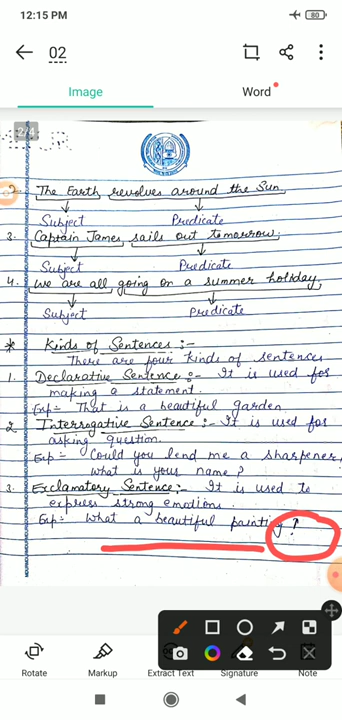 12:15 PM
80
02
Image
Word
2/4
2. The Earth revolves around the Sun
Subject Predicate
3. Captain James sails out tomorrow.
Subject Predicate
4. We are all going on a summer holiday.
Subject Predicate
* Kinds of Sentences :-
There are four kinds of sentences
1. Declarative Sentence :- It is used for
making a statement.
Exp:- That is a beautiful garden.
2 Interrogative Sentence :- It is used for
asking question.
Exp:- Could you lend me a sharpener,
what is your name?
3. Exclamatory Sentence :- It is used to
express strong emotions.
Exp:- What a beautiful painting?
Rotate
Markup
Extract Text
Signature
Note